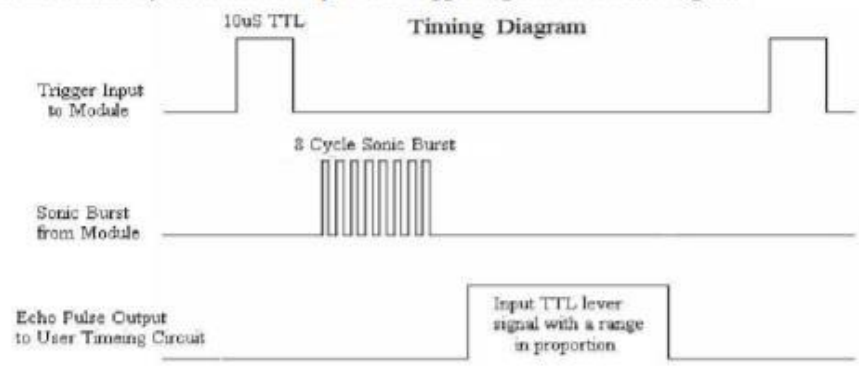 10uS TTL
Timing Diagram
Trigger Input
to Module
8 Cycle Sonic Burst
Sonic Burst
from Module
Echo Pulse Output
to User Timeing Circuit
Input TTL lever
signal with a range
in proportion